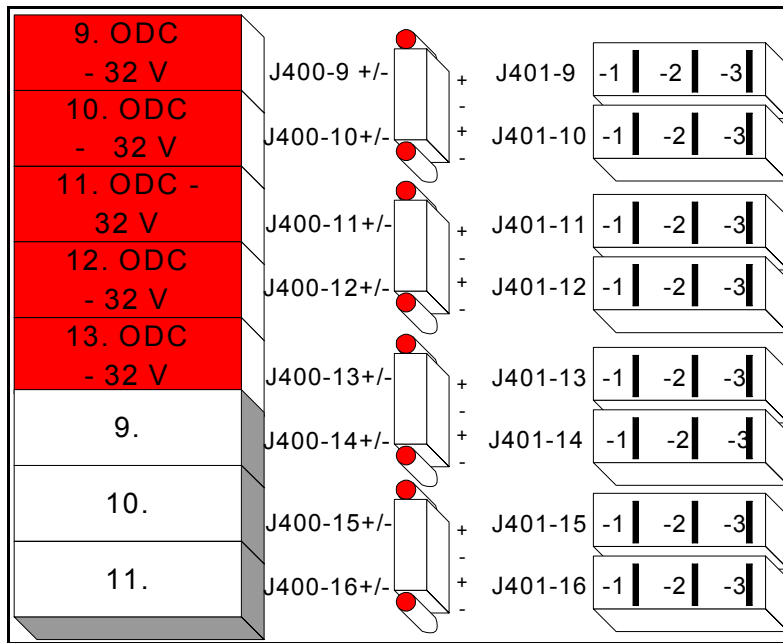 9. ODC
- 32 V
10. ODC
- 32 V
11. ODC -
32 V
12. ODC
- 32 V
13. ODC
- 32 V
9.
10.
11.
J400-9 +/-
J400-10+/-
J400-11+/-
J400-12+/-
J400-13+/-
J400-14+/-
J400-15+/-
J400-16+/-
+
-
+
-
+
-
+
-
+
-
+
-
+
-
+
-
J401-9 -1 -2 -3
J401-10 -1 -2 -3
J401-11 -1 -2 -3
J401-12 -1 -2 -3
J401-13 -1 -2 -3
J401-14 -1 -2 -3
J401-15 -1 -2 -3
J401-16 -1 -2 -3